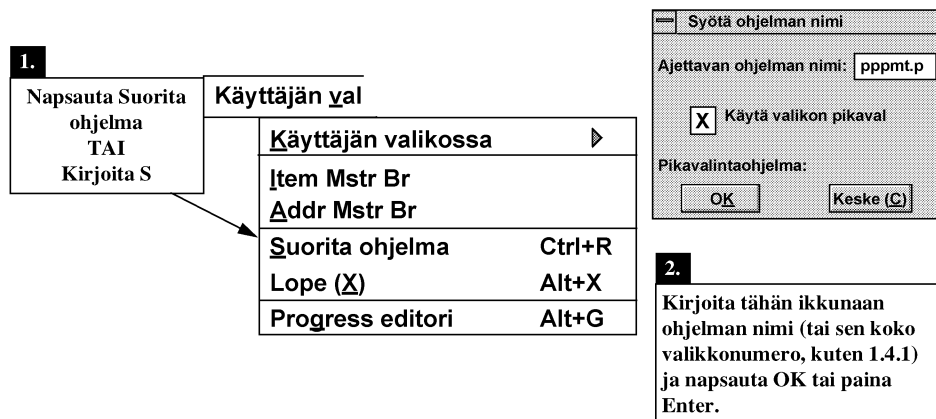 1.
Napsauta Suorita
ohjelma
TAI
Kirjoita S
Käyttäjän val
Käyttäjän valikossa
Item Mstr Br
Addr Mstr Br
Suorita ohjelma Ctrl+R
Lope (X) Alt+X
Progress editori Alt+G
Syötä ohjelman nimi
Ajettavan ohjelman nimi: pppmt.p
X Käytä valikon pikaval
Pikavalintaohjelma:
OK Keske (C)
2.
Kirjoita tähän ikkunaan
ohjelman nimi (tai sen koko
valikkonumero, kuten 1.4.1)
ja napsauta OK tai paina
Enter.